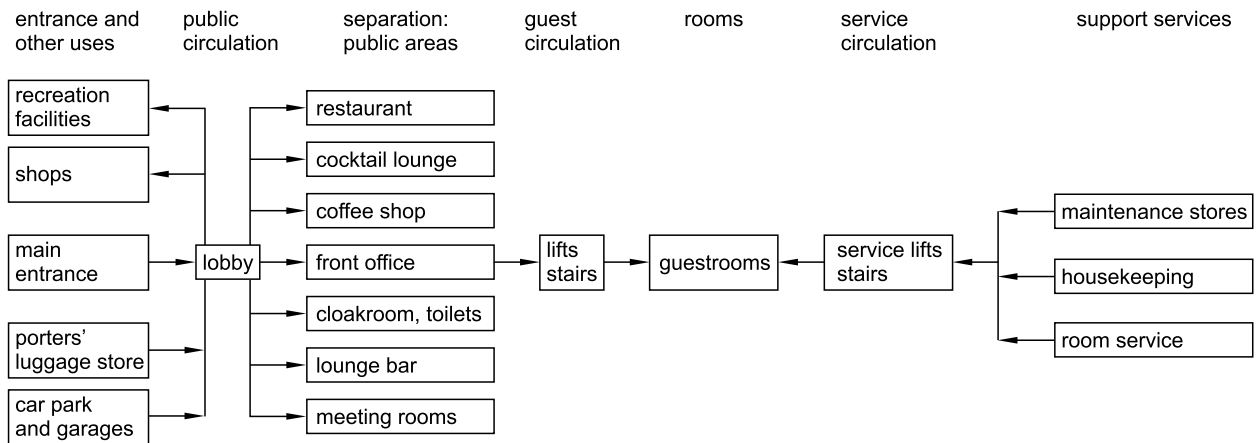 entrance and
other uses
public
circulation
separation:
public areas
guest
circulation
rooms
service
circulation
support services
recreation
facilities
shops
main
entrance
porters’
luggage store
car park
and garages
lobby
restaurant
cocktail lounge
coffee shop
front office
cloakroom, toilets
lounge bar
meeting rooms
lifts
stairs
guestrooms
service lifts
stairs
maintenance stores
housekeeping
room service